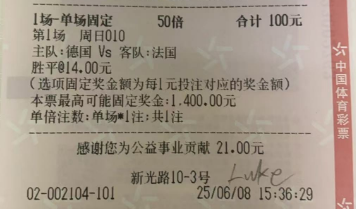 1场-单场固定 50倍 合计 100元
第1场 周日010
主队:德国 Vs 客队:法国
胜平@14.00元
(选项固定奖金额为每1元投注对应的奖金额)
本票最高可能固定奖金:1,400.00元
单倍注数:单场*1注:共1注
感谢您为公益事业贡献 21.00元
新光路10-3号 Luke
02-002104-101 25/06/08 15:36:29
中国体育彩票